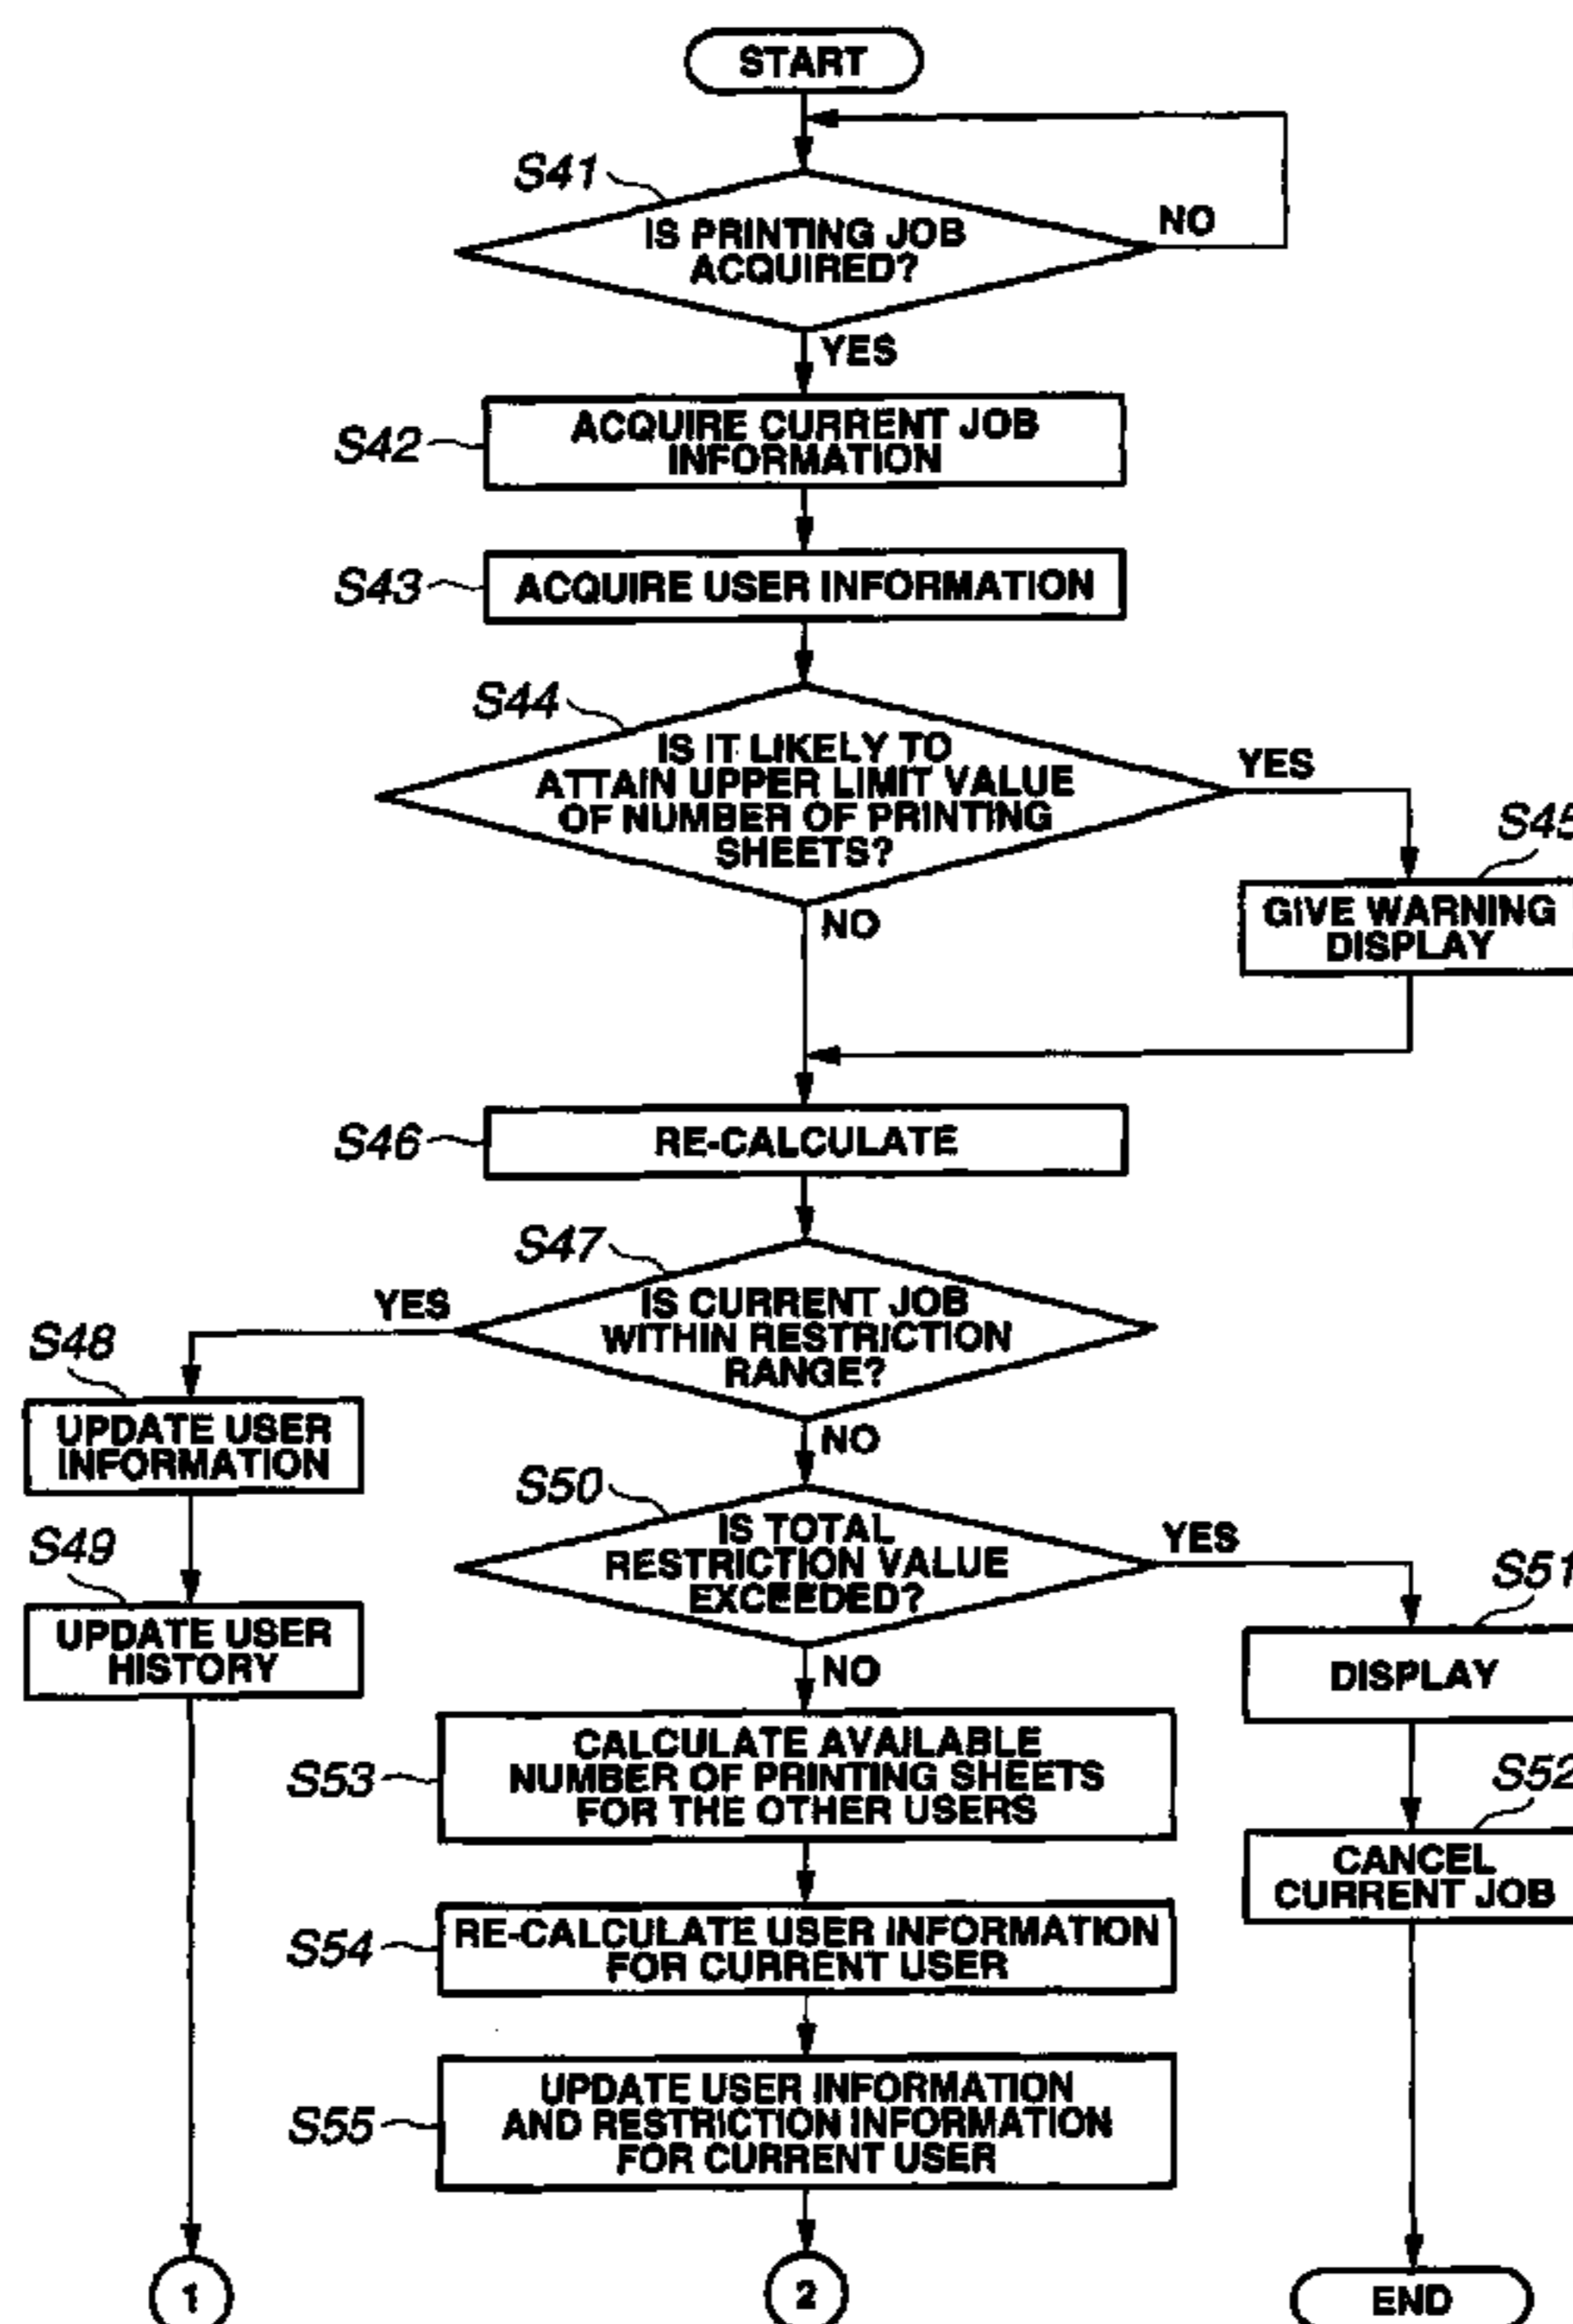 START
S41
IS PRINTING JOB
ACQUIRED?
NO
YES
S42
ACQUIRE CURRENT JOB
INFORMATION
S43
ACQUIRE USER INFORMATION
S44
IS IT LIKELY TO
ATTAIN UPPER LIMIT VALUE
OF NUMBER OF PRINTING
SHEETS?
YES
S45
GIVE WARNING
DISPLAY
NO
S46
RE-CALCULATE
S47
IS CURRENT JOB
WITHIN RESTRICTION
RANGE?
YES
S48
UPDATE USER
INFORMATION
S49
UPDATE USER
HISTORY
NO
S50
IS TOTAL
RESTRICTION VALUE
EXCEEDED?
YES
S51
DISPLAY
S52
CANCEL
CURRENT JOB
NO
S53
CALCULATE AVAILABLE
NUMBER OF PRINTING SHEETS
FOR THE OTHER USERS
S54
RE-CALCULATE USER INFORMATION
FOR CURRENT USER
S55
UPDATE USER INFORMATION
AND RESTRICTION INFORMATION
FOR CURRENT USER
1
2
END